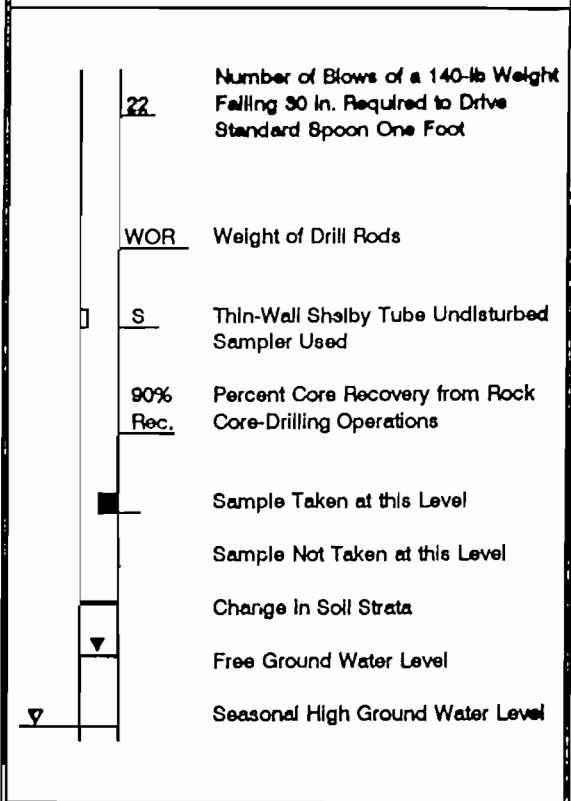 Number of Blows of a 140-lb Weight
22 Falling 30 in. Required to Drive
Standard Spoon One Foot
WOR Weight of Drill Rods
S Thin-Wall Shelby Tube Undisturbed
Sampler Used
90% Percent Core Recovery from Rock
Rec. Core-Drilling Operations
Sample Taken at this Level
Sample Not Taken at this Level
Change in Soil Strata
Free Ground Water Level
Seasonal High Ground Water Level